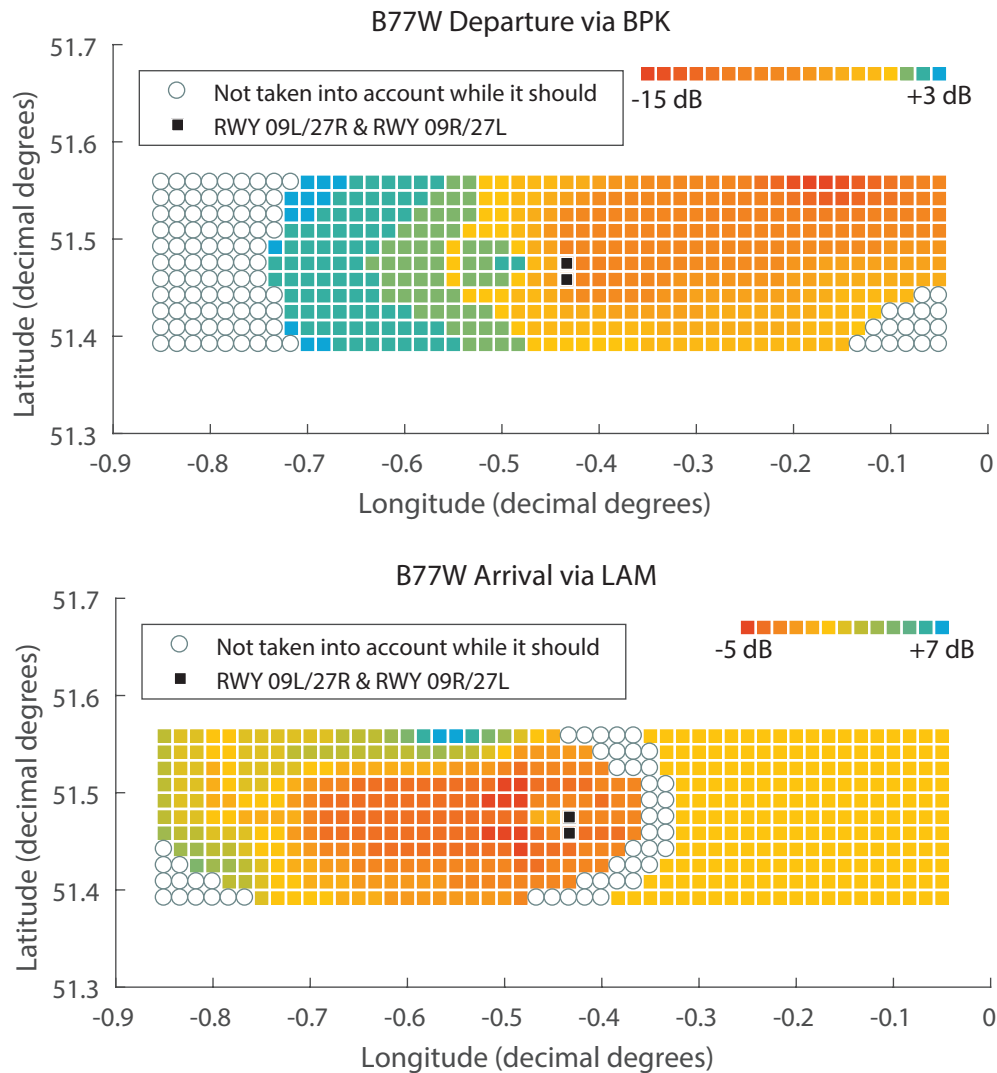 B77W Departure via BPK
51.7
51.6
51.5
51.4
51.3
Latitude (decimal degrees)
Not taken into account while it should
RWY 09L/27R & RWY 09R/27L
-15 dB
+3 dB
-0.9 -0.8 -0.7 -0.6 -0.5 -0.4 -0.3 -0.2 -0.1 0
Longitude (decimal degrees)
B77W Arrival via LAM
51.7
51.6
51.5
51.4
51.3
Latitude (decimal degrees)
Not taken into account while it should
RWY 09L/27R & RWY 09R/27L
-5 dB
+7 dB
-0.9 -0.8 -0.7 -0.6 -0.5 -0.4 -0.3 -0.2 -0.1 0
Longitude (decimal degrees)